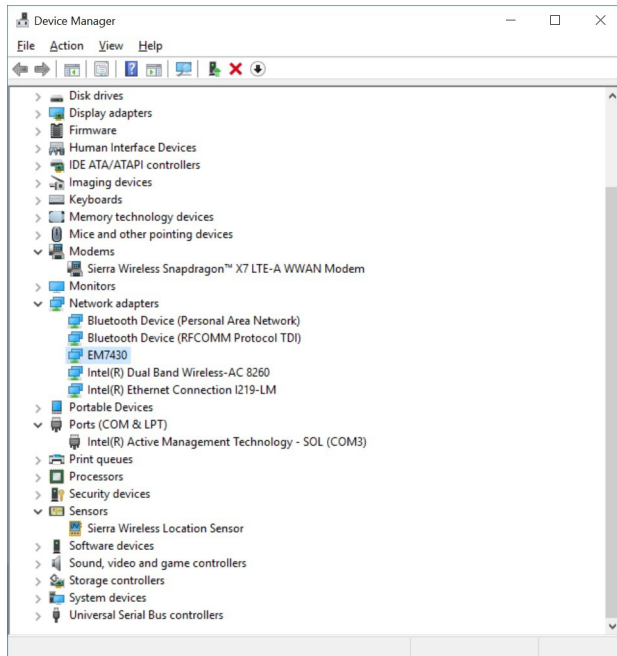 Device Manager
File Action View Help
Disk drives
Display adapters
Firmware
Human Interface Devices
IDE ATA/ATAPI controllers
Imaging devices
Keyboards
Memory technology devices
Mice and other pointing devices
Modems
Sierra Wireless Snapdragon™ X7 LTE-A WWAN Modem
Monitors
Network adapters
Bluetooth Device (Personal Area Network)
Bluetooth Device (RFCOMM Protocol TDI)
EM7430
Intel(R) Dual Band Wireless-AC 8260
Intel(R) Ethernet Connection I219-LM
Portable Devices
Ports (COM & LPT)
Intel(R) Active Management Technology - SOL (COM3)
Print queues
Processors
Security devices
Sensors
Sierra Wireless Location Sensor
Software devices
Sound, video and game controllers
Storage controllers
System devices
Universal Serial Bus controllers